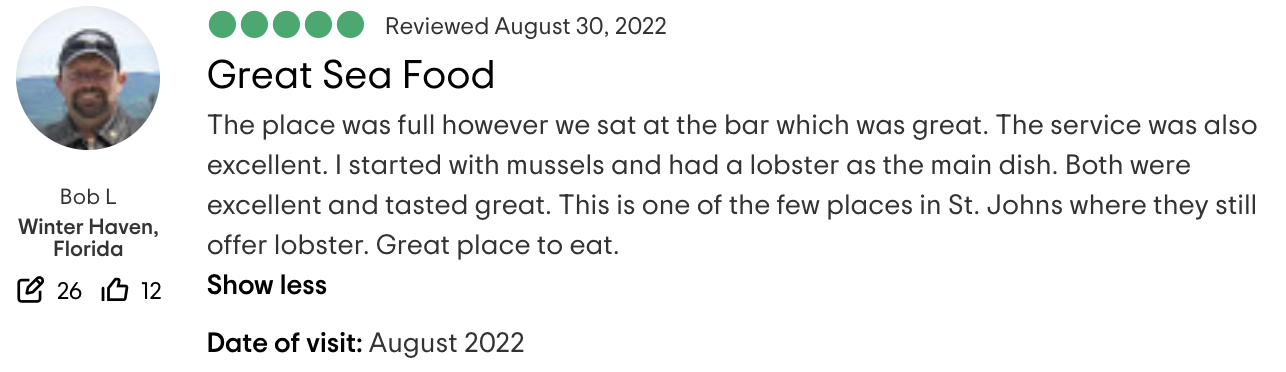 Reviewed August 30, 2022
Great Sea Food
The place was full however we sat at the bar which was great. The service was also
excellent. I started with mussels and had a lobster as the main dish. Both were
excellent and tasted great. This is one of the few places in St. Johns where they still
offer lobster. Great place to eat.
Show less
Date of visit: August 2022
Bob L
Winter Haven,
Florida
26 12